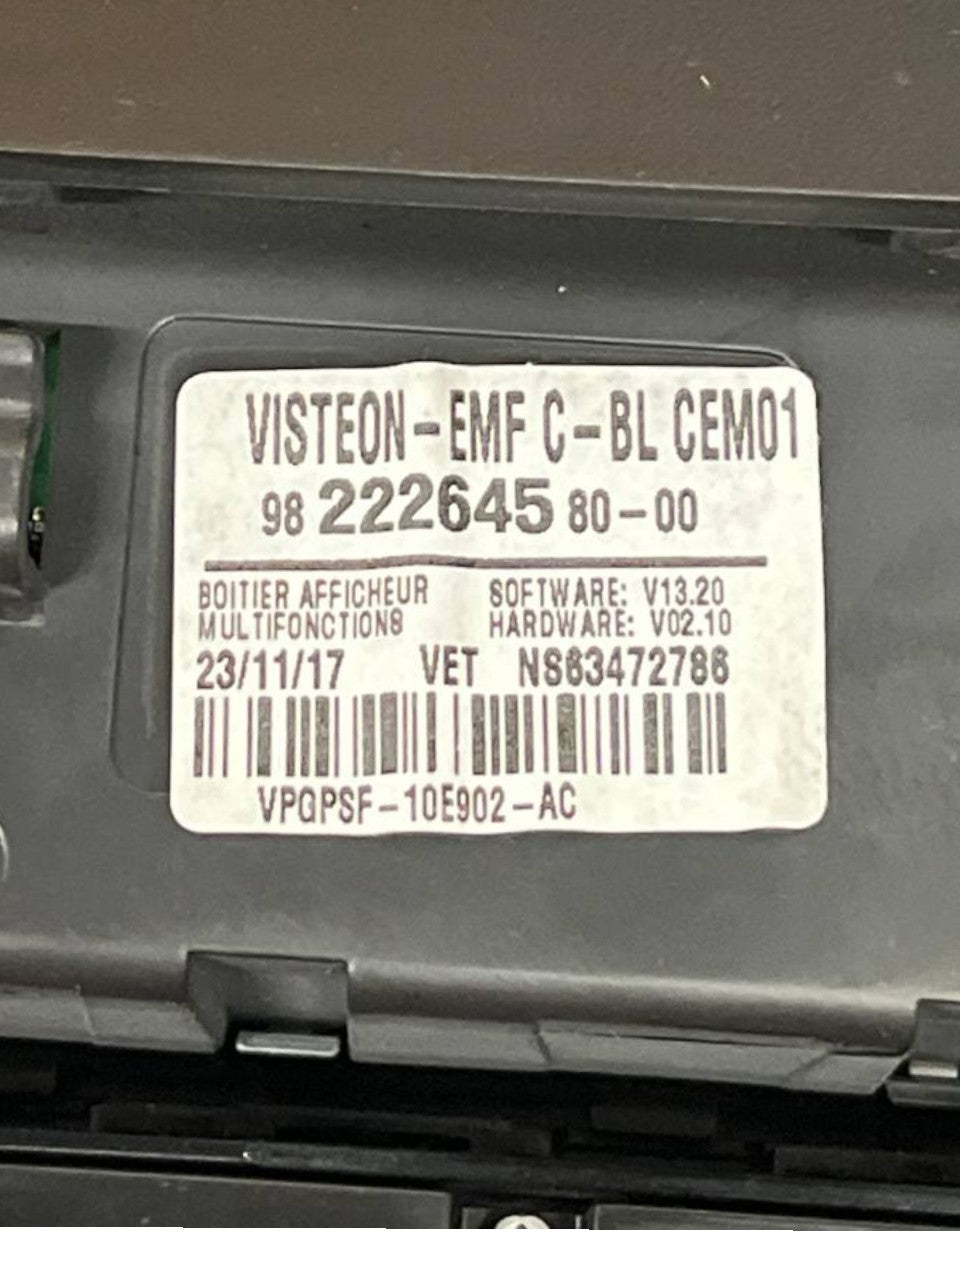 VISTEON-EMF C-BL CEM01
98 222645 80-00
BOITIER AFFICHEUR SOFTWARE: V13.20
MULTIFONCTIONS HARDWARE: V02.10
23/11/17 VET NS63472786
VPGPSF-10E902-AC